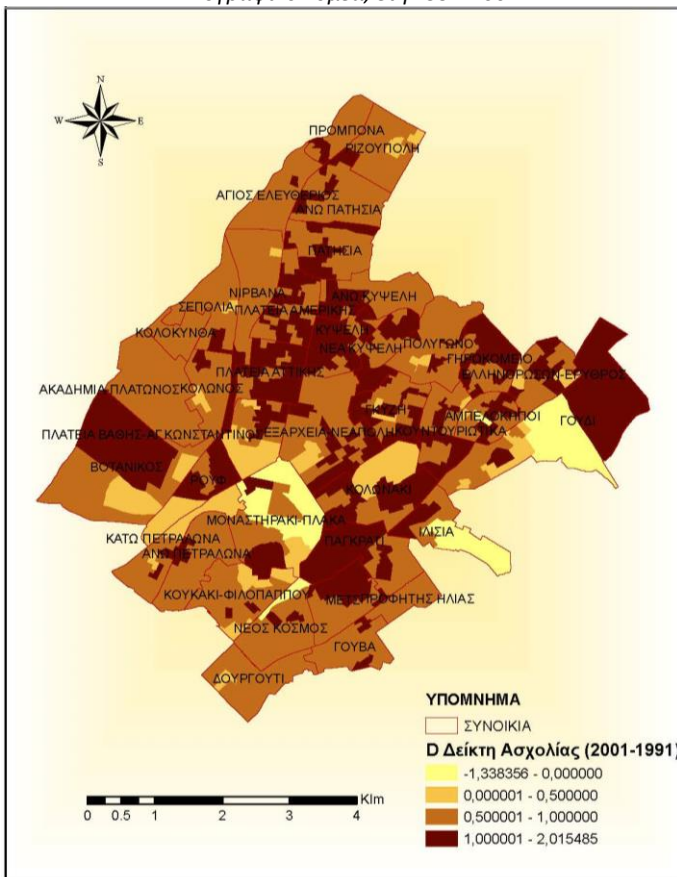 N
W E
S
ΠΡΟΜΠΟΝΑ
ΡΙΖΟΥΠΟΛΗ
ΑΓΙΟΣ ΕΛΕΥΘΕΡΙΟΣ
ΑΝΩ ΠΑΤΗΣΙΑ
ΠΑΤΗΣΙΑ
ΝΙΡΒΑΝΑ
ΑΝΩ ΚΥΨΕΛΗ
ΣΕΠΟΛΙΑ
ΠΛΑΤΕΙΑ ΑΜΕΡΙΚΗΣ
ΚΟΛΟΚΥΝΘΑ
ΚΥΨΕΛΗ
ΝΕΑ ΚΥΨΕΛΗ
ΠΟΛΥΓΩΝΟ
ΓΗΡΟΚΟΜΕΙΟ
ΠΛΑΤΕΙΑ ΑΤΤΙΚΗΣ
ΑΚΑΔΗΜΙΑ-ΠΛΑΤΩΝΟΣ
ΚΟΛΩΝΟΣ
ΓΚΥΖΗ
ΑΜΠΕΛΟΚΗΠΟΙ
ΓΟΥΔΙ
ΠΛΑΤΕΙΑ ΒΑΘΗΣ-ΑΓ.ΚΩΝΣΤΑΝΤΙΝΟΣ
ΕΞΑΡΧΕΙΑ-ΝΕΑΠΟΛΗ
ΚΟΥΝΤΟΥΡΙΩΤΙΚΑ
ΒΟΤΑΝΙΚΟΣ
ΡΟΥΦ
ΚΟΛΩΝΑΚΙ
ΜΟΝΑΣΤΗΡΑΚΙ-ΠΛΑΚΑ
ΙΛΙΣΙΑ
ΚΑΤΩ ΠΕΤΡΑΛΩΝΑ
ΠΑΓΚΡΑΤΙ
ΑΝΩ ΠΕΤΡΑΛΩΝΑ
ΚΟΥΚΑΚΙ-ΦΙΛΟΠΑΠΠΟΥ
ΠΡΟΦΗΤΗΣ ΗΛΙΑΣ
ΝΕΟΣ ΚΟΣΜΟΣ
ΓΟΥΒΑ
ΔΟΥΡΓΟΥΤΙ
ΥΠΟΜΝΗΜΑ
ΣΥΝΟΙΚΙΑ
D Δείκτη Ασχολίας (2001-1991)
-1,338356 - 0,000000
0,000001 - 0,500000
0,500001 - 1,000000
1,000001 - 2,015485
Klm
0 0.5 1 2 3 4